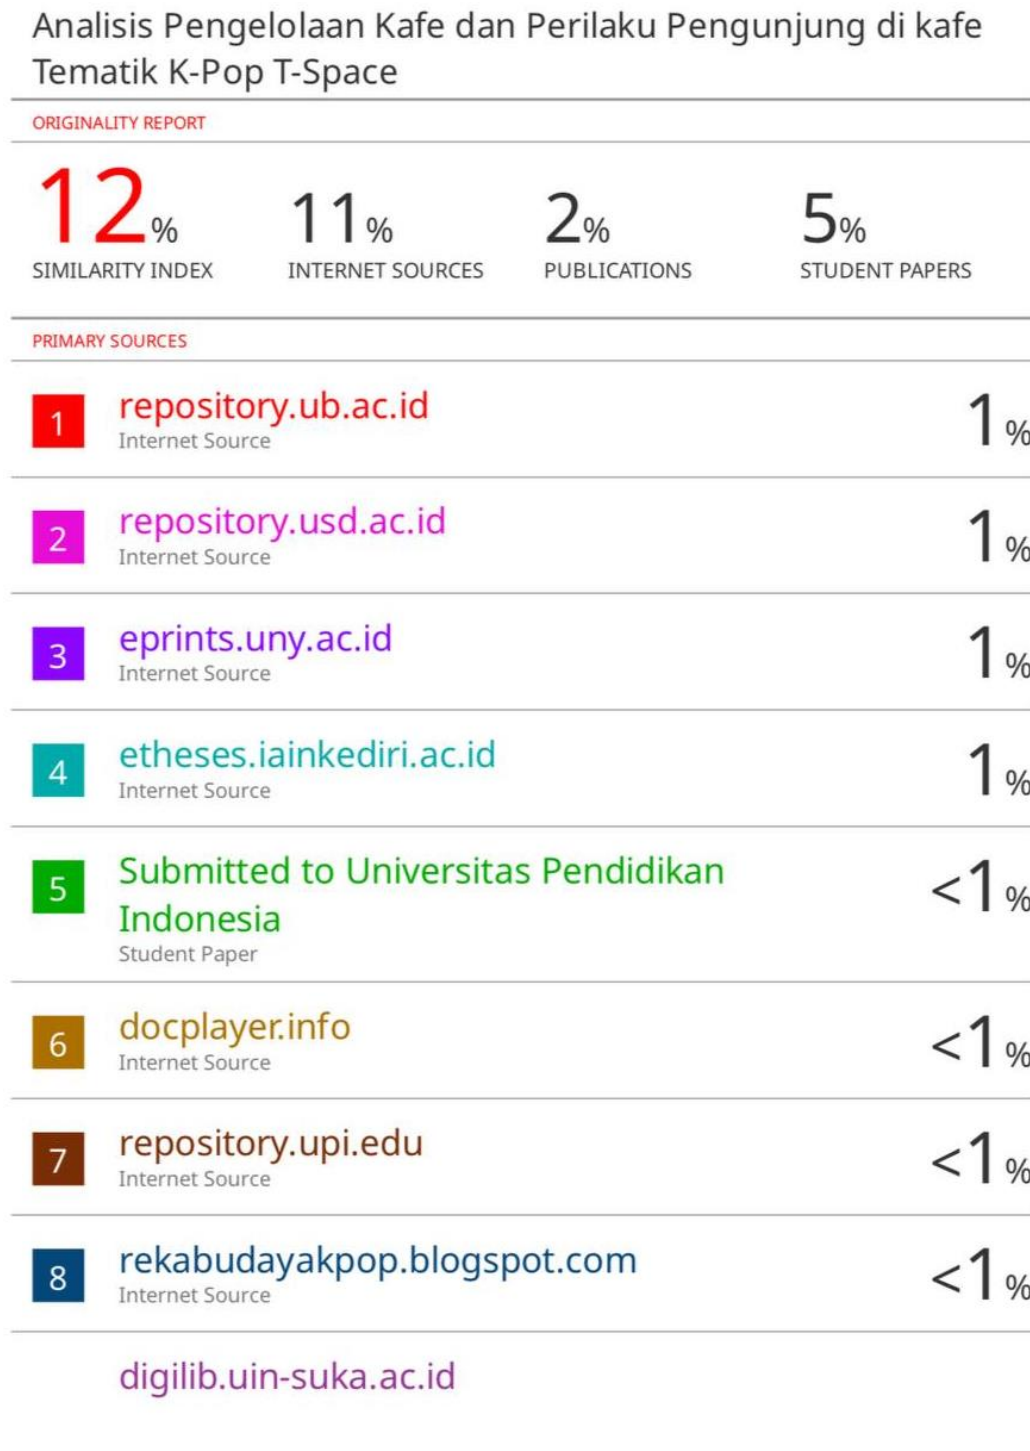 Analisis Pengelolaan Kafe dan Perilaku Pengunjung di kafe
Tematik K-Pop T-Space
ORIGINALITY REPORT
12% 11% 2% 5%
SIMILARITY INDEX INTERNET SOURCES PUBLICATIONS STUDENT PAPERS
PRIMARY SOURCES
1 repository.ub.ac.id 1%
Internet Source
2 repository.usd.ac.id 1%
Internet Source
3 eprints.uny.ac.id 1%
Internet Source
4 etheses.iainkediri.ac.id 1%
Internet Source
5 Submitted to Universitas Pendidikan <1%
Indonesia
Student Paper
6 docplayer.info <1%
Internet Source
7 repository.upi.edu <1%
Internet Source
8 rekabudayakpop.blogspot.com <1%
Internet Source
digilib.uin-suka.ac.id